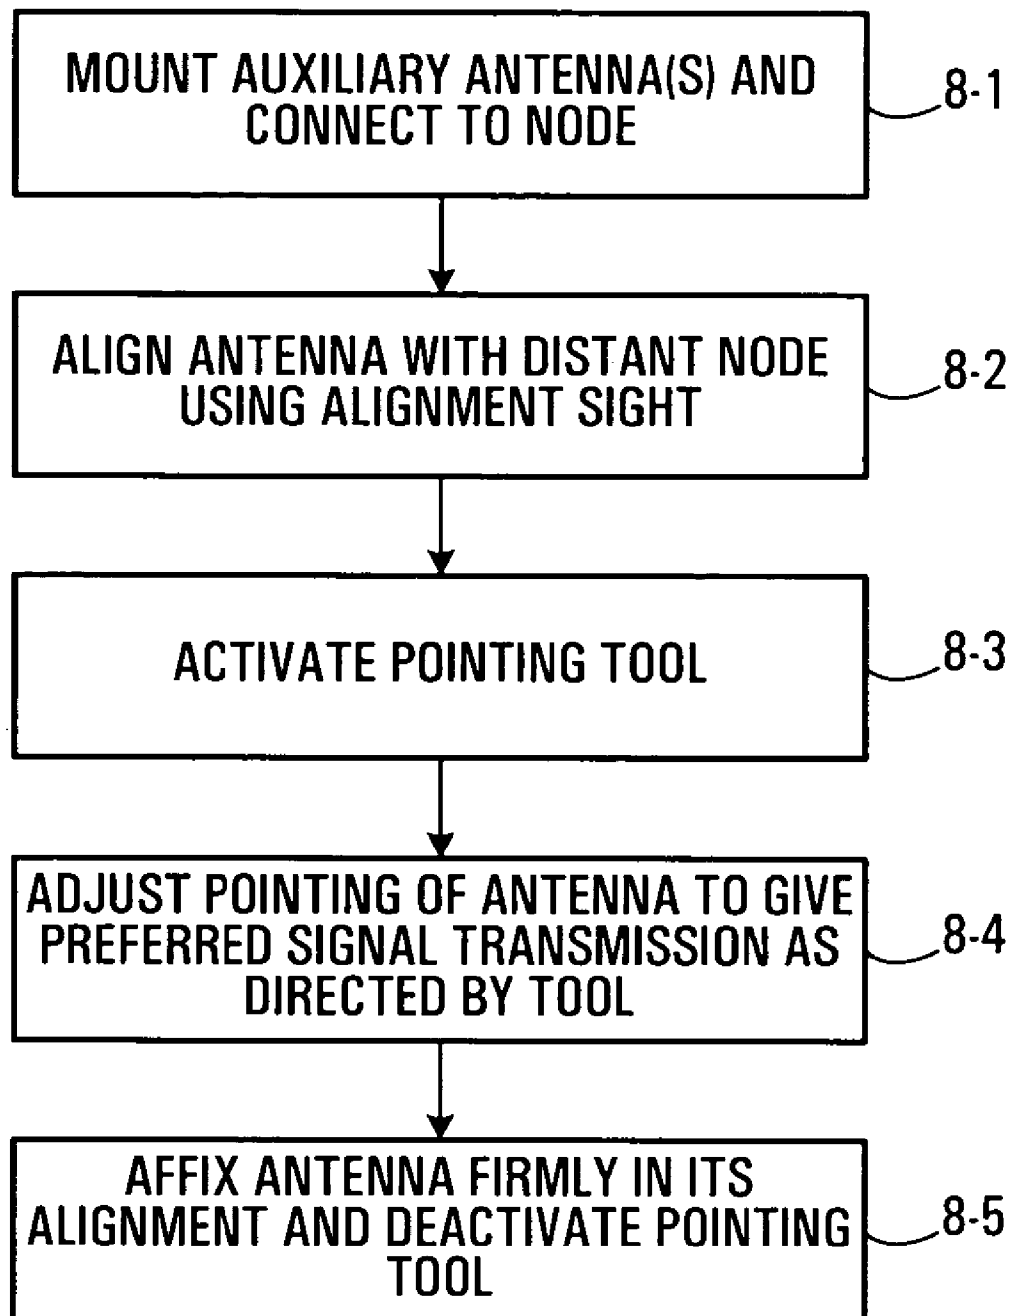 MOUNT AUXILIARY ANTENNA(S) AND
CONNECT TO NODE
8-1
ALIGN ANTENNA WITH DISTANT NODE
USING ALIGNMENT SIGHT
8-2
ACTIVATE POINTING TOOL
8-3
ADJUST POINTING OF ANTENNA TO GIVE
PREFERRED SIGNAL TRANSMISSION AS
DIRECTED BY TOOL
8-4
AFFIX ANTENNA FIRMLY IN ITS
ALIGNMENT AND DEACTIVATE POINTING
TOOL
8-5